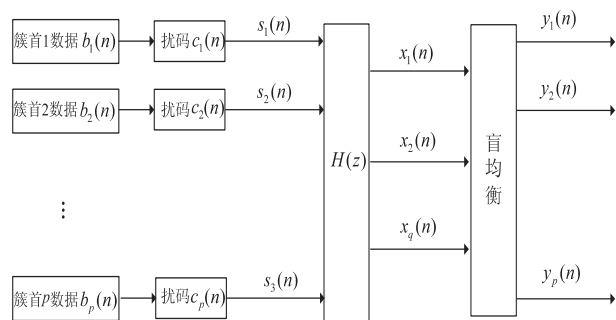 簇首1数据 b₁(n)
扰码 c₁(n)
s₁(n)
簇首2数据 b₂(n)
扰码 c₂(n)
s₂(n)
⋮
簇首p数据 bₚ(n)
扰码 cₚ(n)
s₃(n)
H(z)
x₁(n)
x₂(n)
x_q(n)
盲均衡
y₁(n)
y₂(n)
yₚ(n)